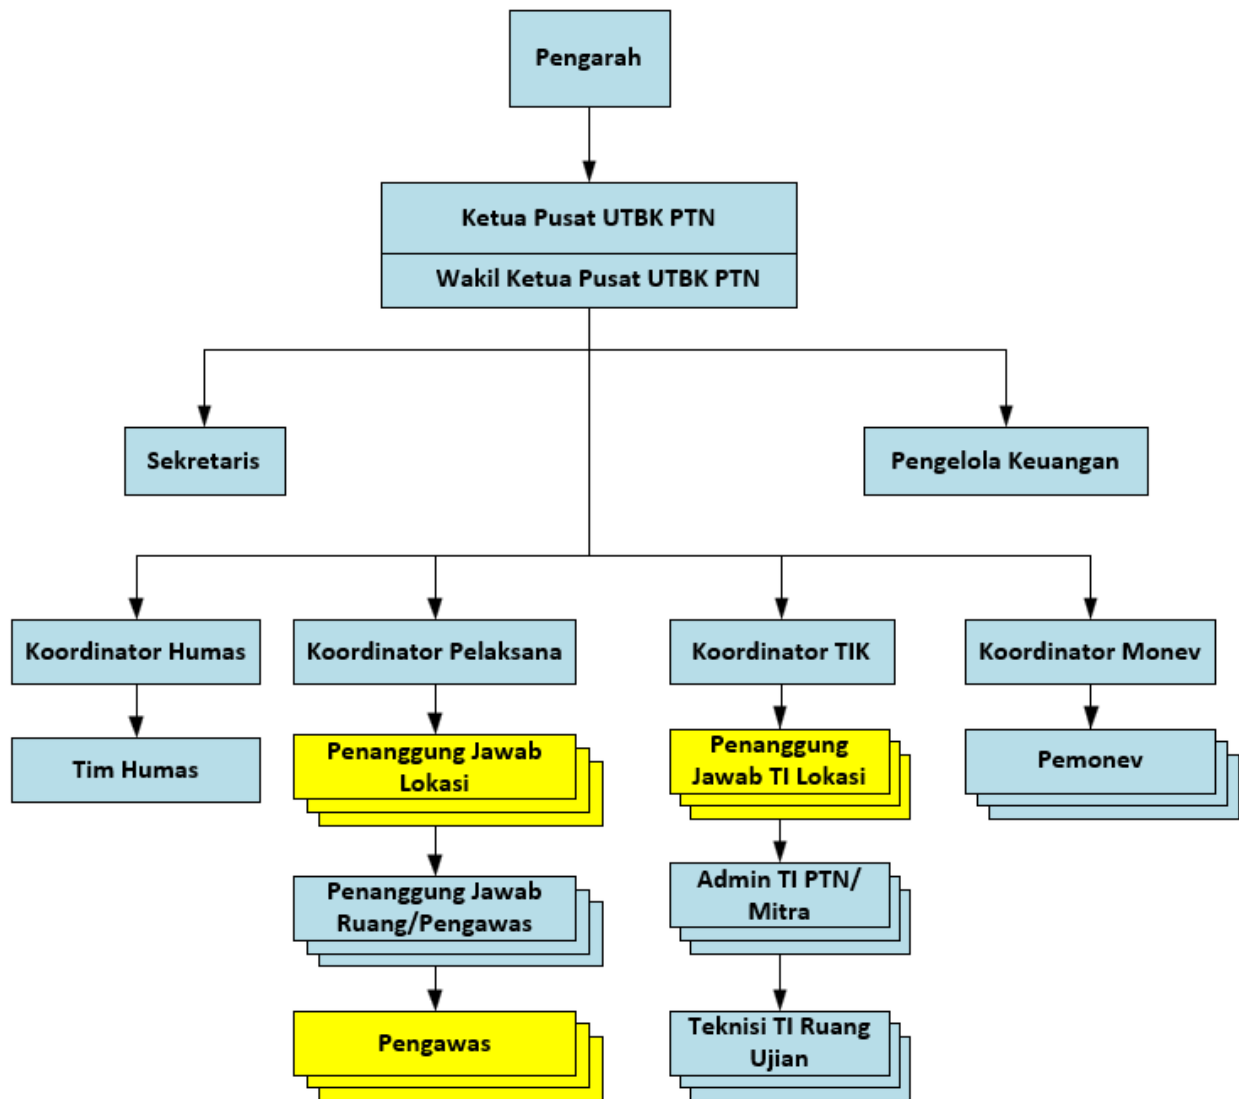 Pengarah
Ketua Pusat UTBK PTN
Wakil Ketua Pusat UTBK PTN
Sekretaris
Pengelola Keuangan
Koordinator Humas
Koordinator Pelaksana
Koordinator TIK
Koordinator Monev
Tim Humas
Penanggung Jawab
Lokasi
Penanggung
Jawab TI Lokasi
Pemonev
Penanggung Jawab
Ruang/Pengawas
Admin TI PTN/
Mitra
Pengawas
Teknisi TI Ruang
Ujian